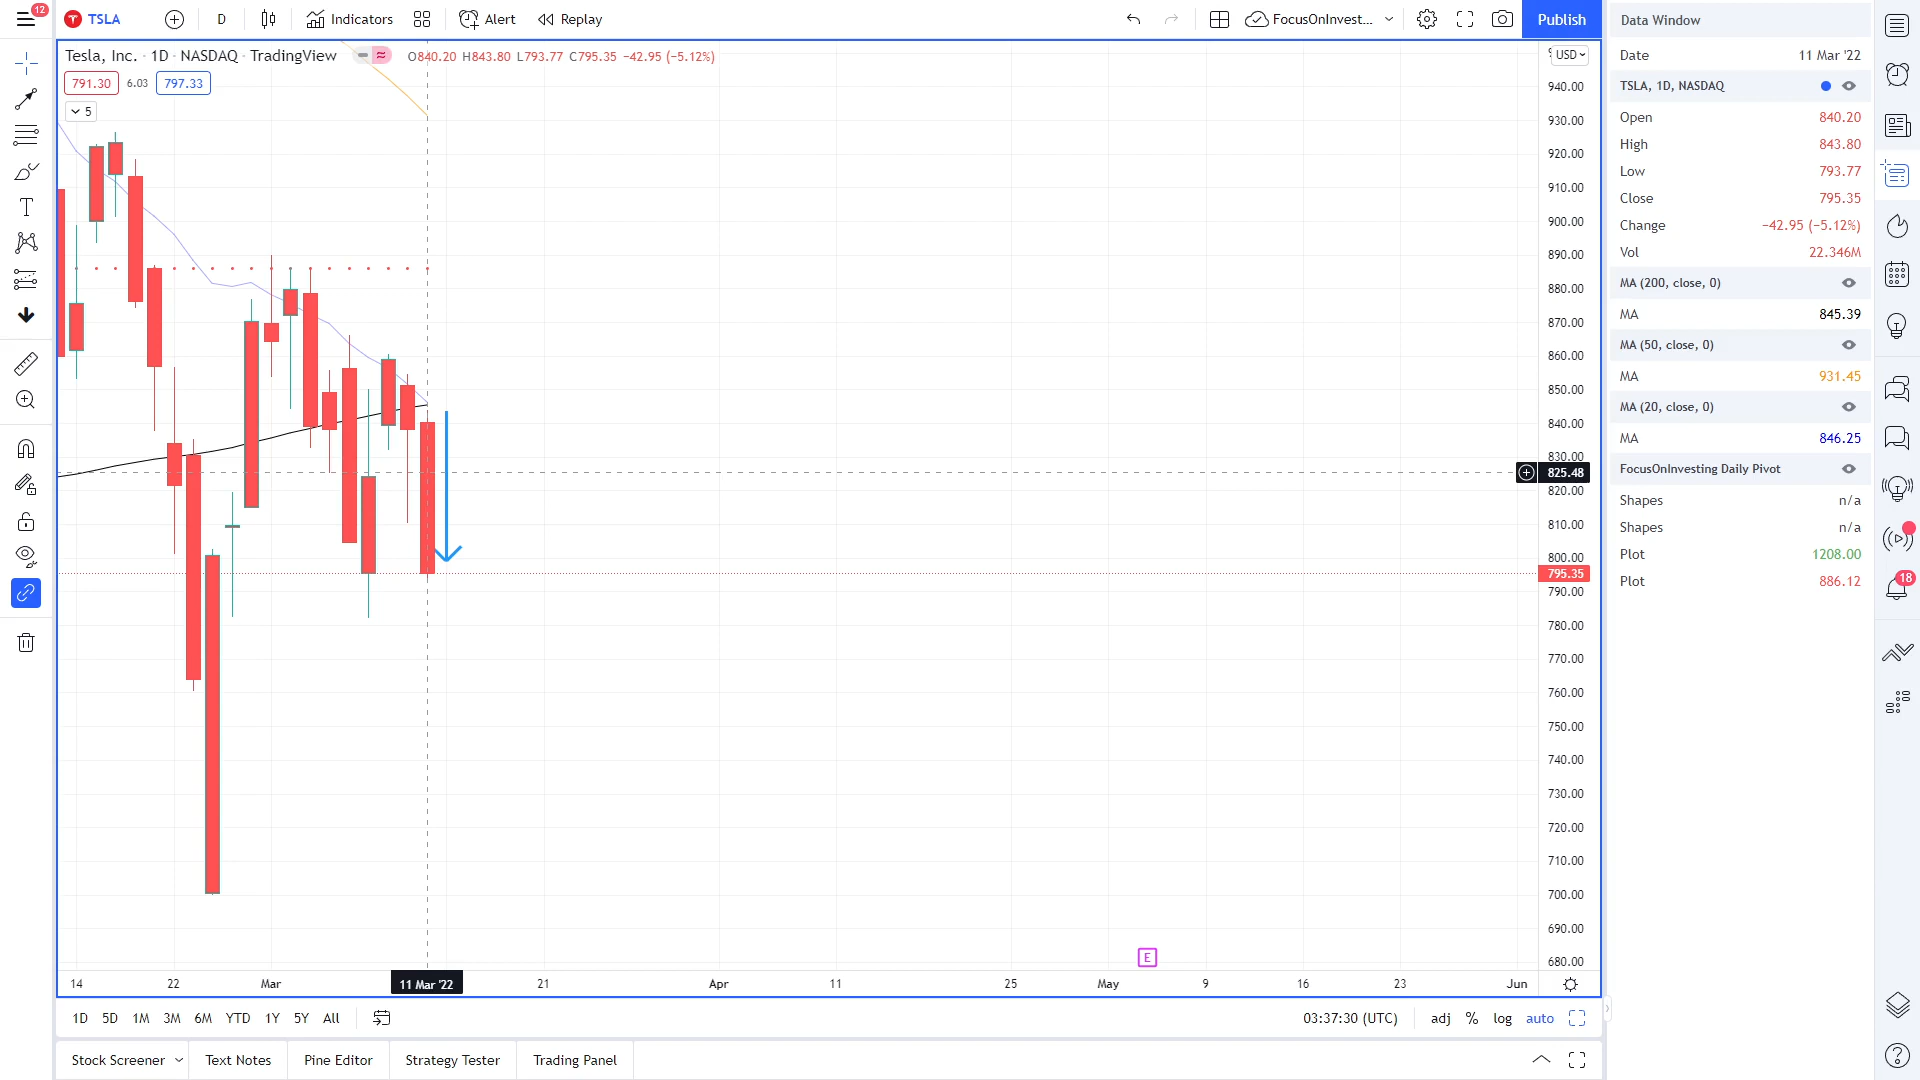 12
TSLA
D
Indicators
Alert
Replay
FocusOnInvest...
Publish
Data Window
Tesla, Inc. · 1D · NASDAQ · TradingView
O840.20 H843.80 L793.77 C795.35 −42.95 (−5.12%)
USD
791.30 6.03 797.33
5
940.00
930.00
920.00
910.00
900.00
890.00
880.00
870.00
860.00
850.00
840.00
830.00
825.48
820.00
810.00
800.00
795.35
790.00
780.00
770.00
760.00
750.00
740.00
730.00
720.00
710.00
700.00
690.00
680.00
E
14 22 Mar 11 Mar '22 21 Apr 11 25 May 9 16 23 Jun
1D 5D 1M 3M 6M YTD 1Y 5Y All
03:37:30 (UTC) adj % log auto
Stock Screener Text Notes Pine Editor Strategy Tester Trading Panel
Date 11 Mar '22
TSLA, 1D, NASDAQ
Open 840.20
High 843.80
Low 793.77
Close 795.35
Change −42.95 (−5.12%)
Vol 22.346M
MA (200, close, 0)
MA 845.39
MA (50, close, 0)
MA 931.45
MA (20, close, 0)
MA 846.25
FocusOnInvesting Daily Pivot
Shapes n/a
Shapes n/a
Plot 1208.00
Plot 886.12
18